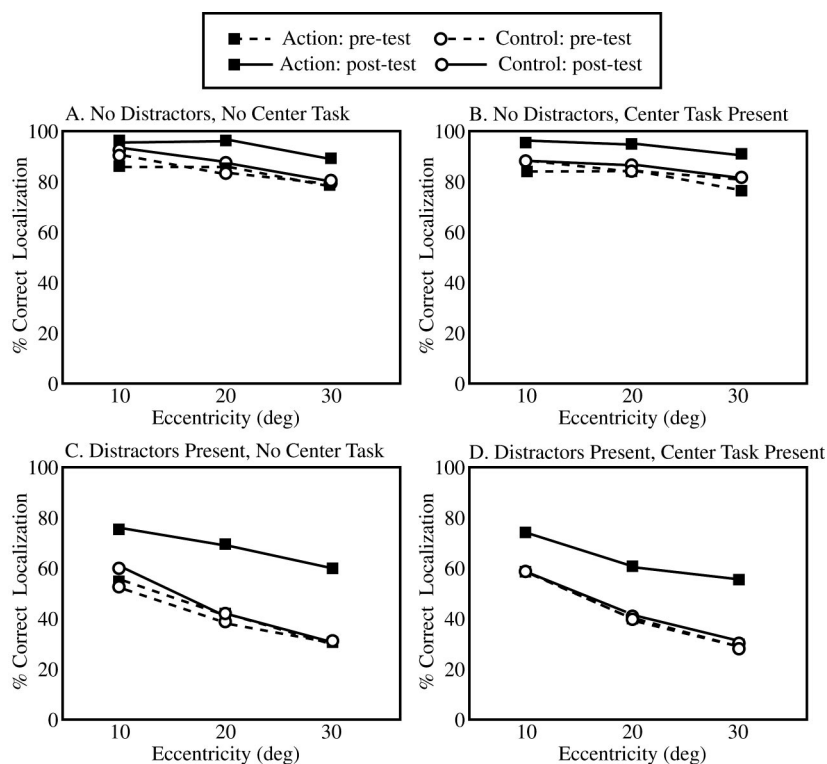 Action: pre-test Control: pre-test
Action: post-test Control: post-test
A. No Distractors, No Center Task
% Correct Localization
100
80
60
40
20
0
10 20 30
Eccentricity (deg)
B. No Distractors, Center Task Present
% Correct Localization
100
80
60
40
20
0
10 20 30
Eccentricity (deg)
C. Distractors Present, No Center Task
% Correct Localization
100
80
60
40
20
0
10 20 30
Eccentricity (deg)
D. Distractors Present, Center Task Present
% Correct Localization
100
80
60
40
20
0
10 20 30
Eccentricity (deg)